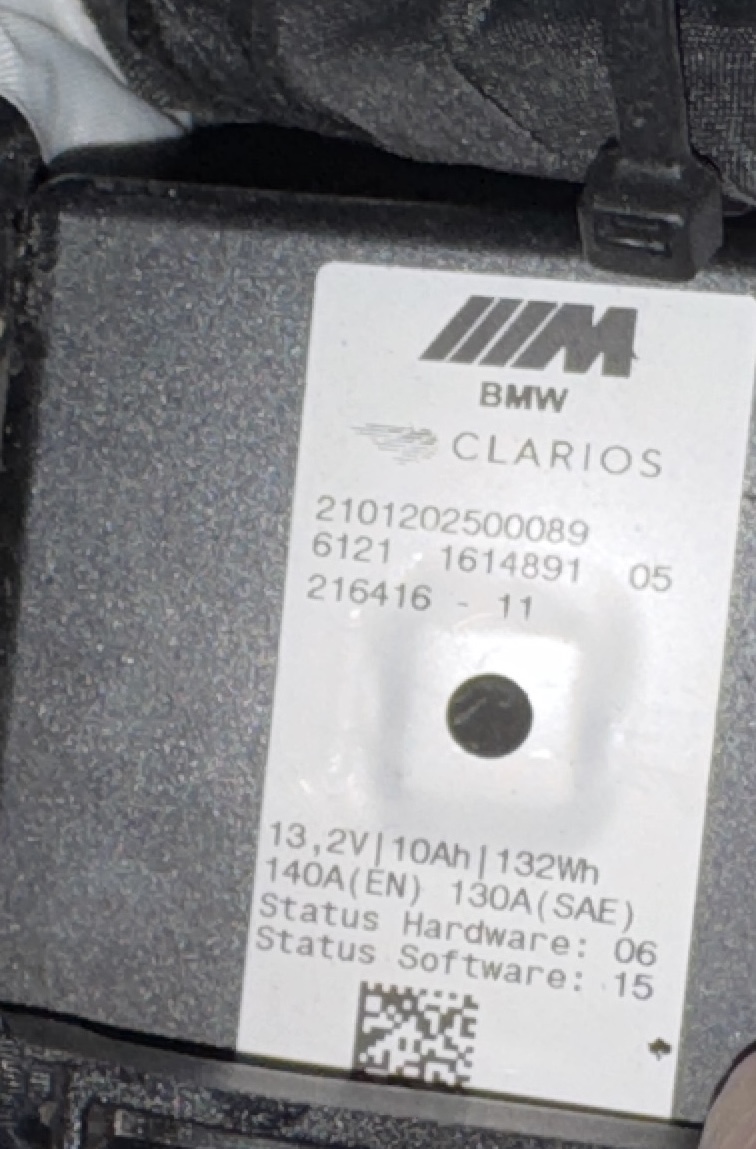 M
BMW
CLARIOS
2101202500089
6121 1614891 05
216416 - 11
13,2V|10Ah|132Wh
140A(EN) 130A(SAE)
Status Hardware: 06
Status Software: 15